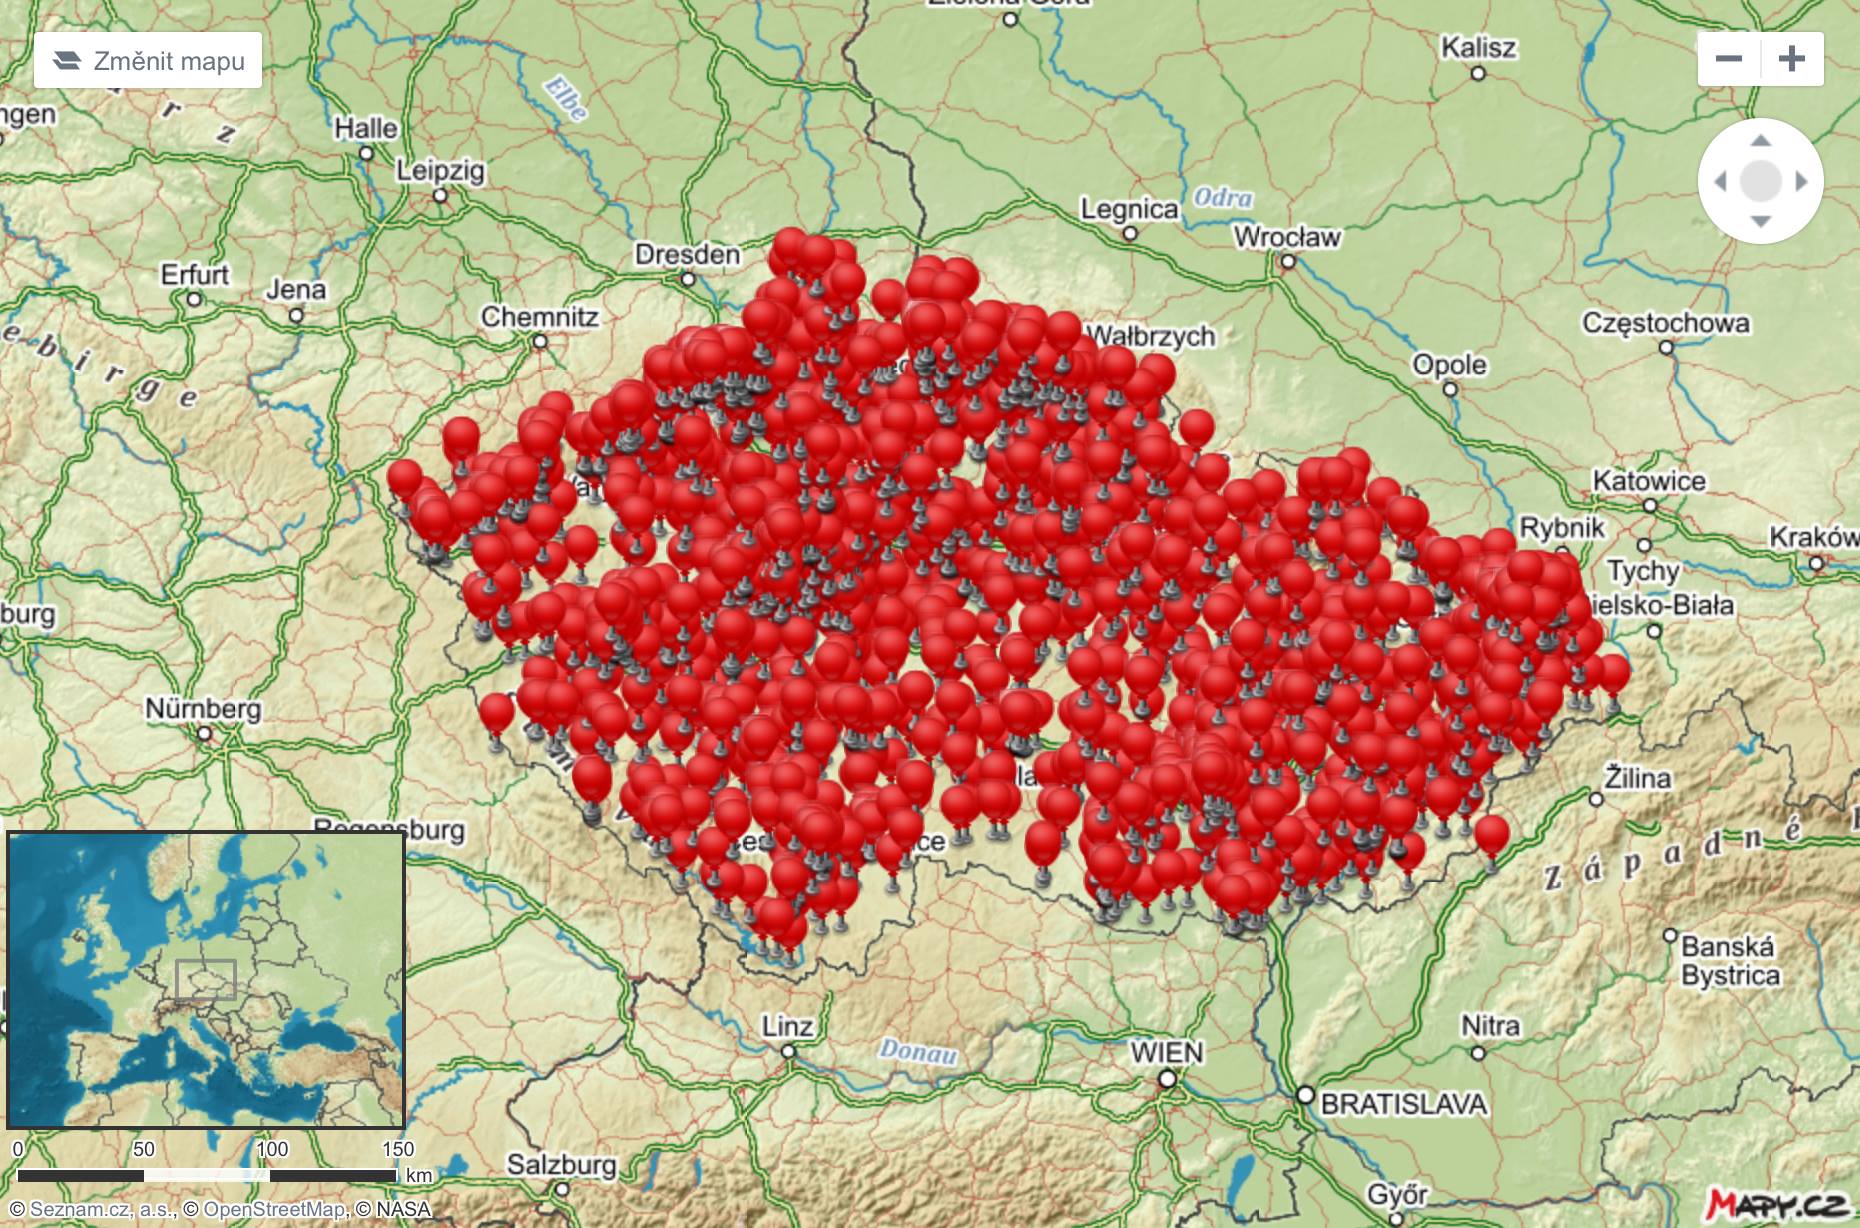 Zielona Góra
Změnit mapu
Kalisz
Elbe
r z
ngen
Halle
Leipzig
Odra
Legnica
Wrocław
Dresden
Erfurt
Jena
Chemnitz
Wałbrzych
Częstochowa
e b i r g e
Opole
Katowice
Rybnik
Kraków
Tychy
ielsko-Biała
burg
Nürnberg
Žilina
Regensburg
Západné
Banská
Bystrica
Linz
Donau
WIEN
Nitra
BRATISLAVA
0 50 100 150
km
Salzburg
Győr
© Seznam.cz, a.s., © OpenStreetMap, © NASA
MAPY.CZ